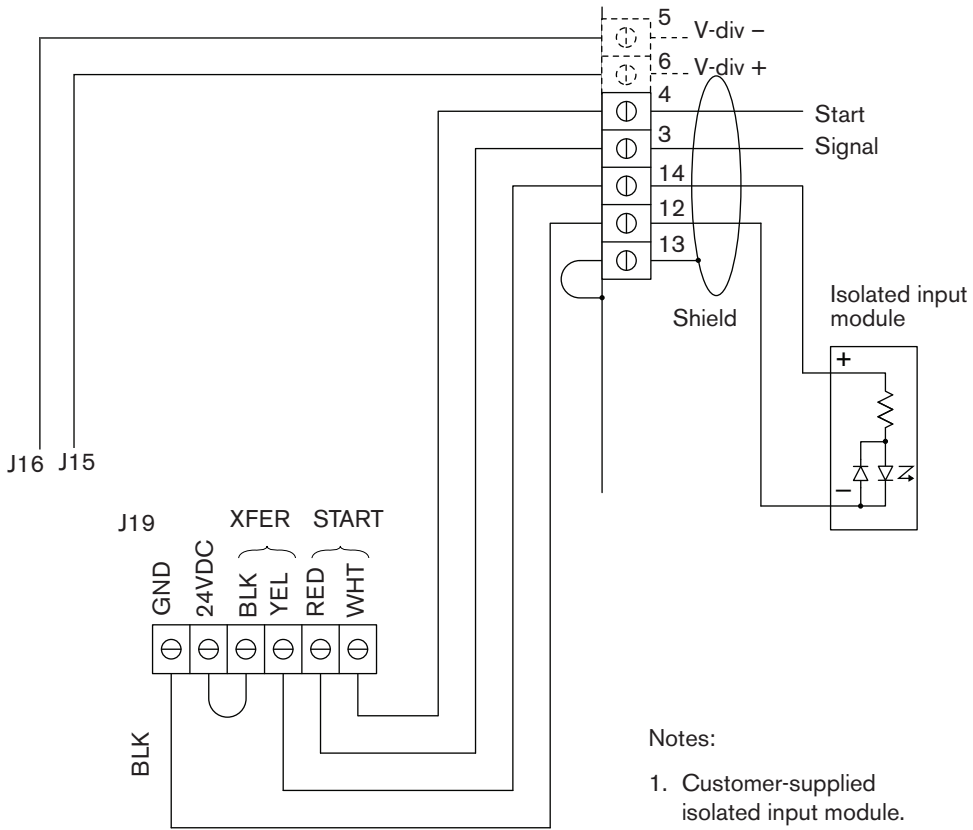 5
V-div –
6
V-div +
4
Start
3
Signal
14
12
13
Shield
Isolated input
module
+
–
J16 J15
J19
XFER START
GND
24VDC
BLK
YEL
RED
WHT
BLK
Notes:
1. Customer-supplied
isolated input module.